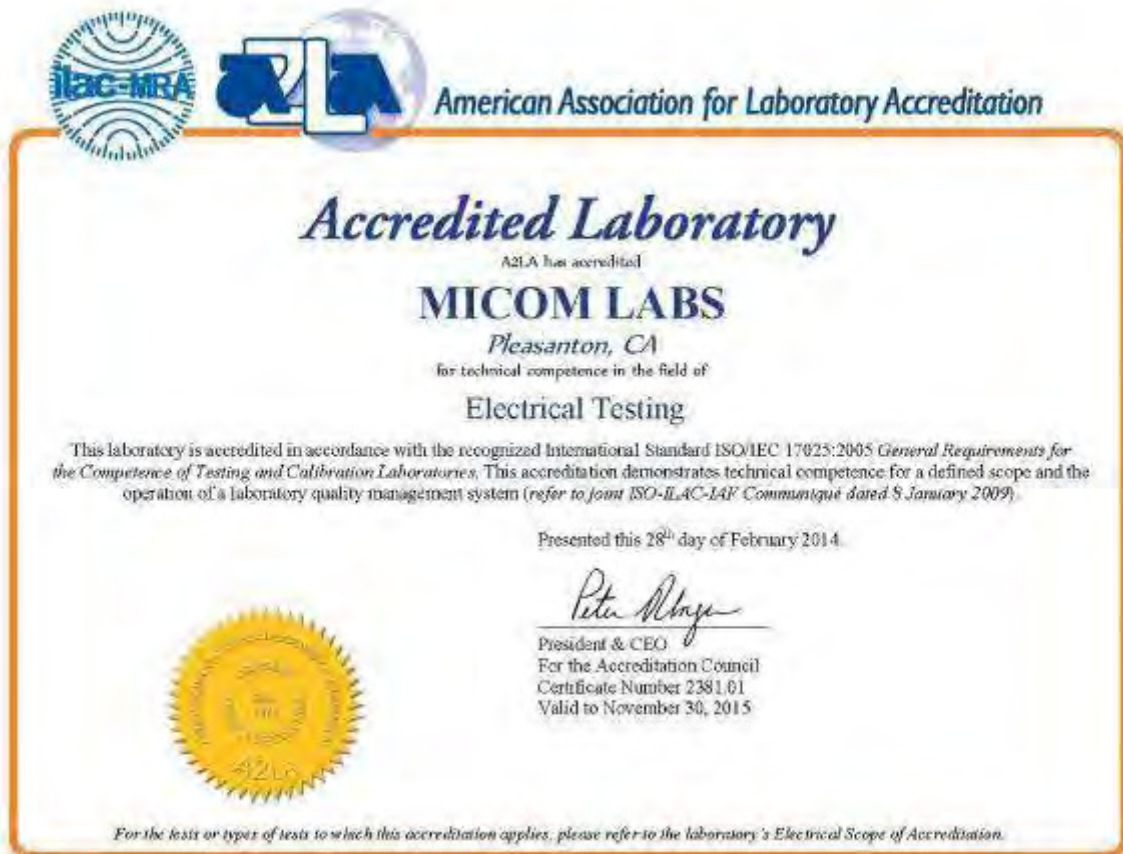 ilac-MRA
A2LA
American Association for Laboratory Accreditation
Accredited Laboratory
A2LA has accredited
MICOM LABS
Pleasanton, CA
for technical competence in the field of
Electrical Testing
This laboratory is accredited in accordance with the recognized International Standard ISO/IEC 17025:2005 General Requirements for
the Competence of Testing and Calibration Laboratories. This accreditation demonstrates technical competence for a defined scope and the
operation of a laboratory quality management system (refer to joint ISO-ILAC-IAF Communiqué dated 8 January 2009).
Presented this 28th day of February 2014.
President & CEO
For the Accreditation Council
Certificate Number 2381.01
Valid to November 30, 2015
A2LA
For the tests or types of tests to which this accreditation applies, please refer to the laboratory's Electrical Scope of Accreditation.